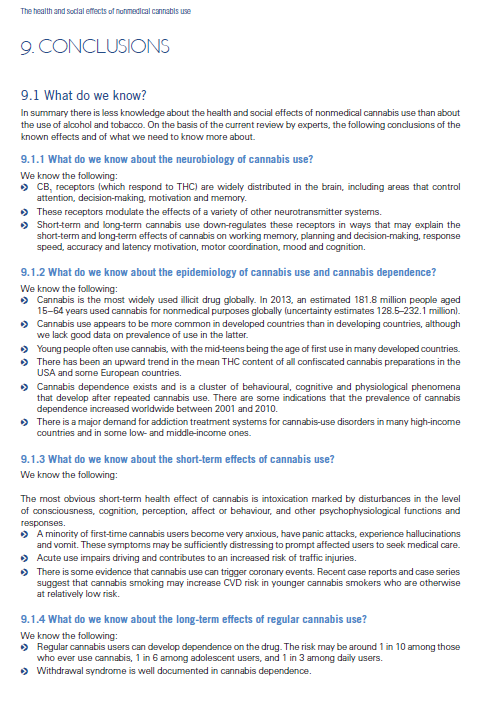 The health and social effects of nonmedical cannabis use
9. CONCLUSIONS
9.1 What do we know?
In summary there is less knowledge about the health and social effects of nonmedical cannabis use than about
the use of alcohol and tobacco. On the basis of the current review by experts, the following conclusions of the
known effects and of what we need to know more about.
9.1.1 What do we know about the neurobiology of cannabis use?
We know the following:
CB₁ receptors (which respond to THC) are widely distributed in the brain, including areas that control
attention, decision-making, motivation and memory.
These receptors modulate the effects of a variety of other neurotransmitter systems.
Short-term and long-term cannabis use down-regulates these receptors in ways that may explain the
short-term and long-term effects of cannabis on working memory, planning and decision-making, response
speed, accuracy and latency motivation, motor coordination, mood and cognition.
9.1.2 What do we know about the epidemiology of cannabis use and cannabis dependence?
We know the following:
Cannabis is the most widely used illicit drug globally. In 2013, an estimated 181.8 million people aged
15–64 years used cannabis for nonmedical purposes globally (uncertainty estimates 128.5–232.1 million).
Cannabis use appears to be more common in developed countries than in developing countries, although
we lack good data on prevalence of use in the latter.
Young people often use cannabis, with the mid-teens being the age of first use in many developed countries.
There has been an upward trend in the mean THC content of all confiscated cannabis preparations in the
USA and some European countries.
Cannabis dependence exists and is a cluster of behavioural, cognitive and physiological phenomena
that develop after repeated cannabis use. There are some indications that the prevalence of cannabis
dependence increased worldwide between 2001 and 2010.
There is a major demand for addiction treatment systems for cannabis-use disorders in many high-income
countries and in some low- and middle-income ones.
9.1.3 What do we know about the short-term effects of cannabis use?
We know the following:
The most obvious short-term health effect of cannabis is intoxication marked by disturbances in the level
of consciousness, cognition, perception, affect or behaviour, and other psychophysiological functions and
responses.
A minority of first-time cannabis users become very anxious, have panic attacks, experience hallucinations
and vomit. These symptoms may be sufficiently distressing to prompt affected users to seek medical care.
Acute use impairs driving and contributes to an increased risk of traffic injuries.
There is some evidence that cannabis use can trigger coronary events. Recent case reports and case series
suggest that cannabis smoking may increase CVD risk in younger cannabis smokers who are otherwise
at relatively low risk.
9.1.4 What do we know about the long-term effects of regular cannabis use?
We know the following:
Regular cannabis users can develop dependence on the drug. The risk may be around 1 in 10 among those
who ever use cannabis, 1 in 6 among adolescent users, and 1 in 3 among daily users.
Withdrawal syndrome is well documented in cannabis dependence.